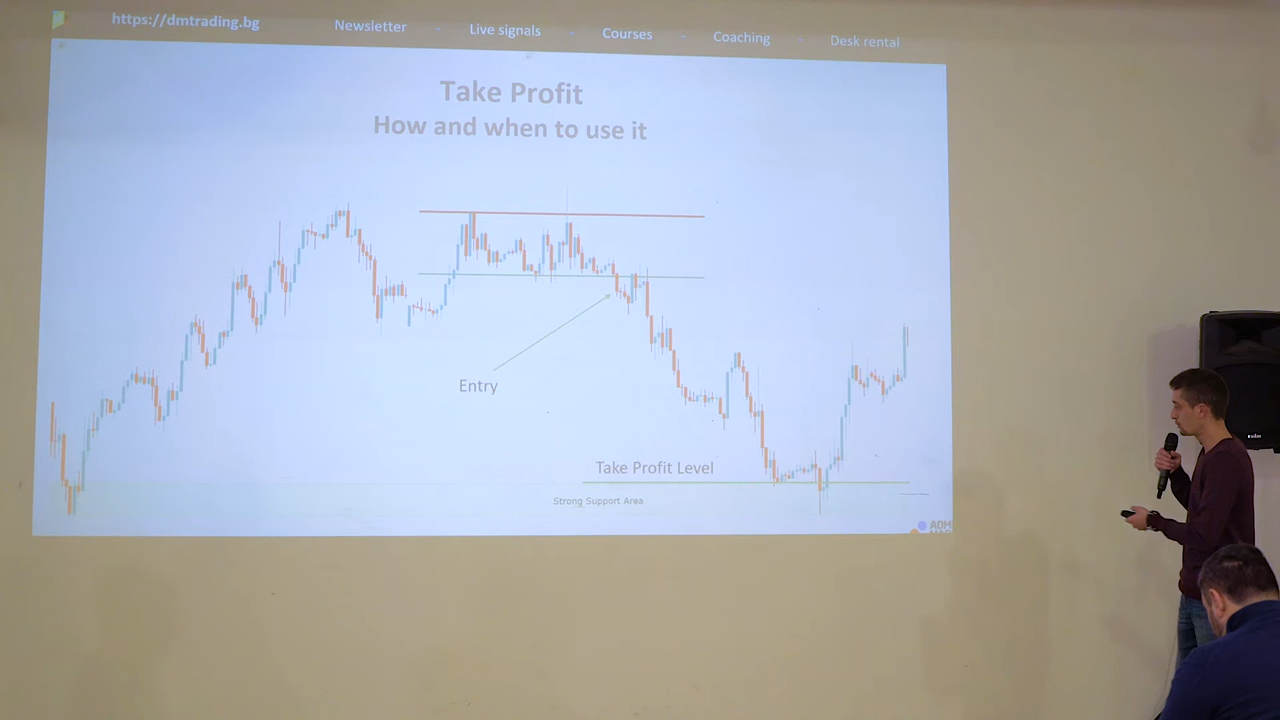 https://dmtrading.bg Newsletter - Live signals - Courses - Coaching - Desk rental
Take Profit
How and when to use it
Entry
Take Profit Level
Strong Support Area